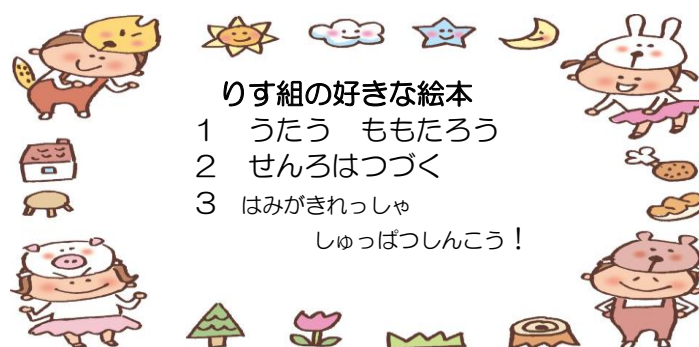 りす組の好きな絵本
１　うたう　ももたろう
２　せんろはつづく
３　はみがきれっしゃ
しゅっぱつしんこう！